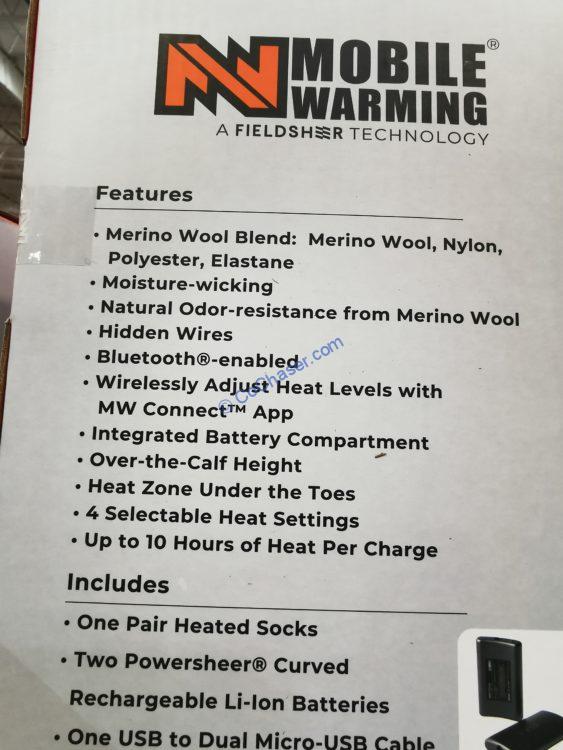 MOBILE®
WARMING
A FIELDSHEER TECHNOLOGY
Features
• Merino Wool Blend: Merino Wool, Nylon,
Polyester, Elastane
• Moisture-wicking
• Natural Odor-resistance from Merino Wool
• Hidden Wires
• Bluetooth®-enabled
• Wirelessly Adjust Heat Levels with
MW Connect™ App
• Integrated Battery Compartment
• Over-the-Calf Height
• Heat Zone Under the Toes
• 4 Selectable Heat Settings
• Up to 10 Hours of Heat Per Charge
Includes
• One Pair Heated Socks
• Two Powersheer® Curved
Rechargeable Li-Ion Batteries
• One USB to Dual Micro-USB Cable
© CoChaser.com